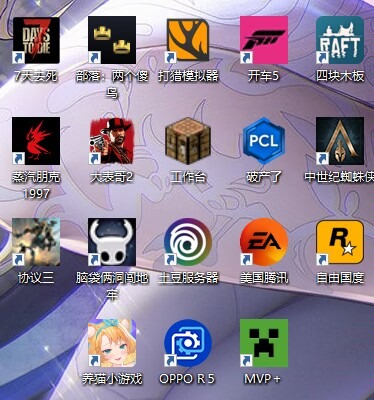 7 DAYS TO DIE
RAFT
7天去死
部落：两个傻鸟
打猎模拟器
开车5
四块木板
PCL
蒸汽朋克1997
大表哥2
工作台
破产了
中世纪蜘蛛侠
EA
R
协议三
脑袋俩洞闯地牢
土豆服务器
美国腾讯
自由国度
养猫小游戏
OPPO R5
MVP+